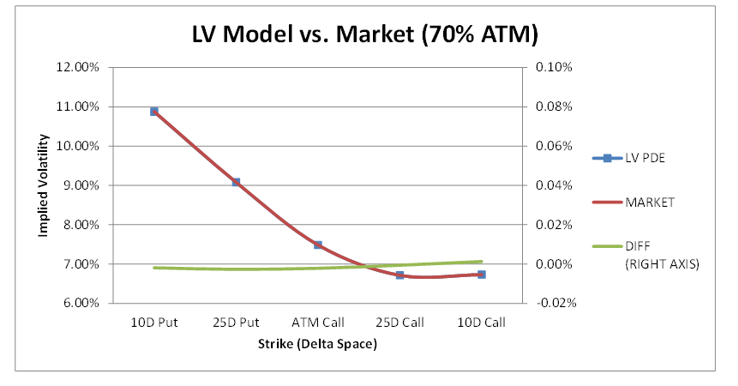 LV Model vs. Market (70% ATM)
12.00%
11.00%
10.00%
9.00%
8.00%
7.00%
6.00%
Implied Volatility
0.10%
0.08%
0.06%
0.04%
0.02%
0.00%
-0.02%
10D Put
25D Put
ATM Call
25D Call
10D Call
Strike (Delta Space)
LV PDE
MARKET
DIFF
(RIGHT AXIS)